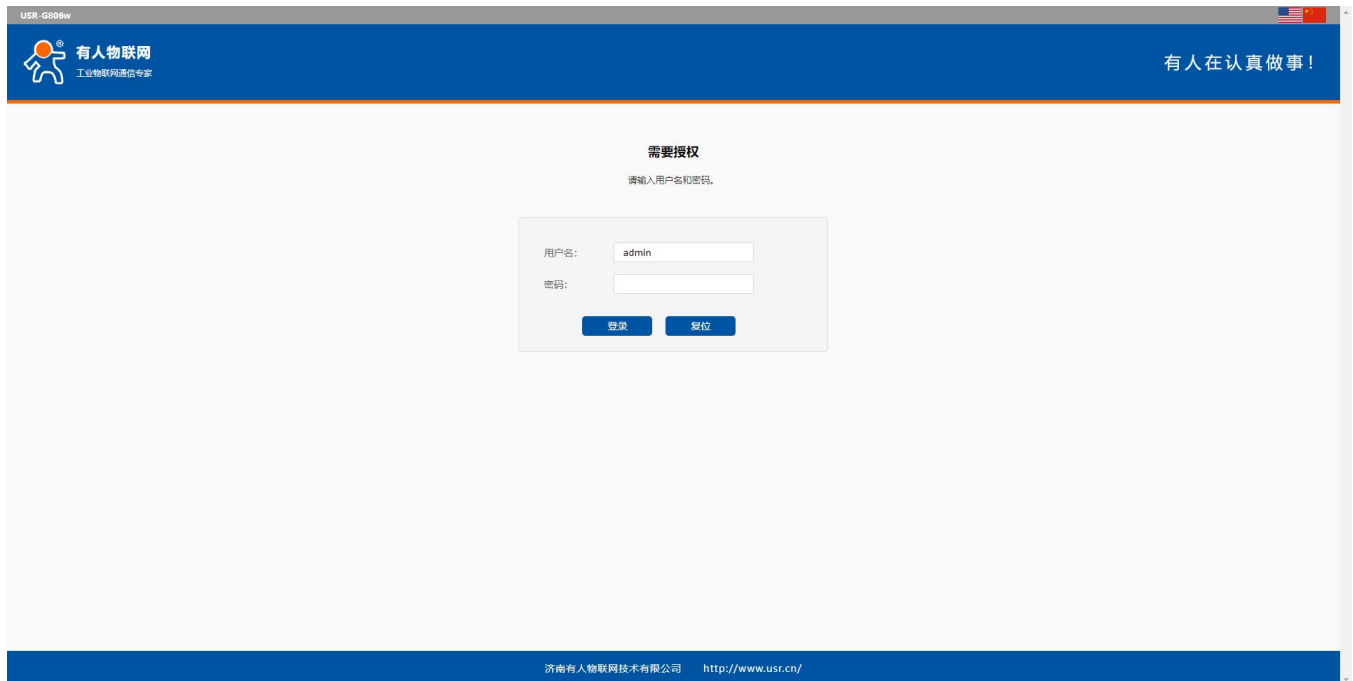 USR-G806w
有人物联网
工业物联网通信专家
有人在认真做事！
需要授权
请输入用户名和密码。
用户名： admin
密码：
登录 复位
济南有人物联网技术有限公司 http://www.usr.cn/